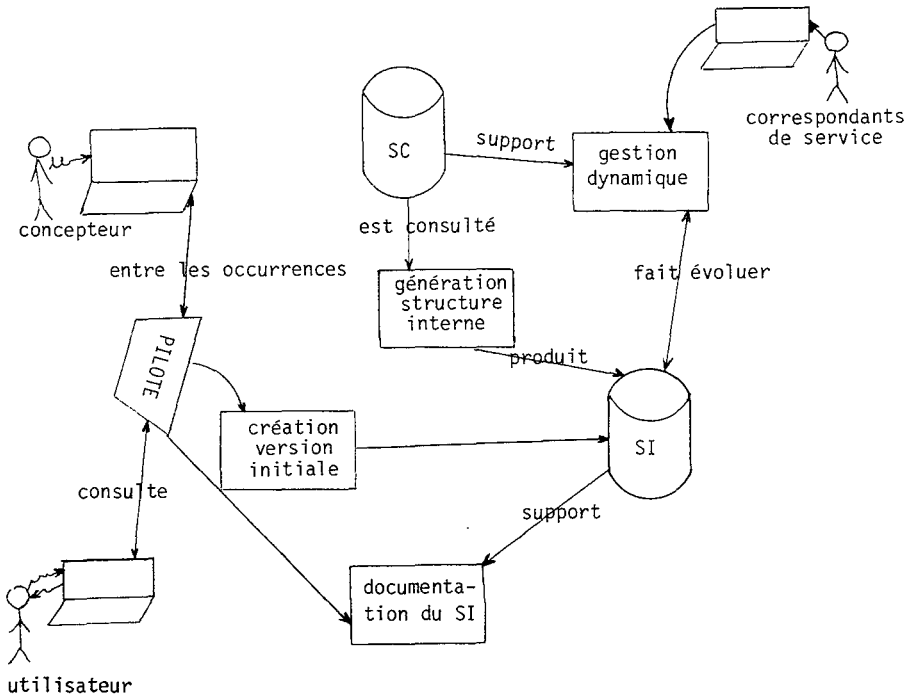 correspondants
de service
SC
support
gestion
dynamique
concepteur
est consulté
entre les occurrences
fait évoluer
génération
structure
interne
produit
PILOTE
création
version
initiale
SI
consulte
support
documenta-
tion du SI
utilisateur